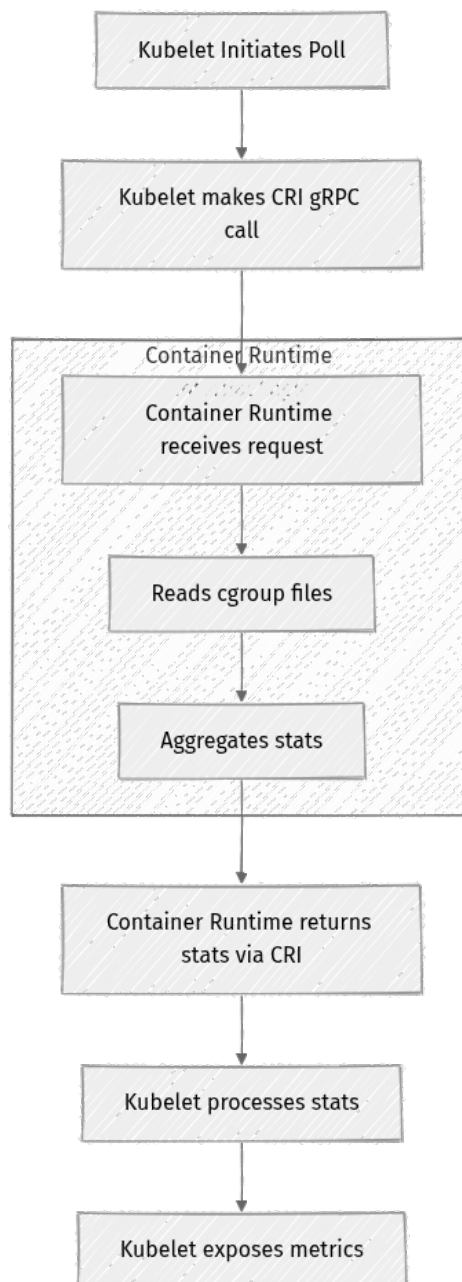 Kubelet Initiates Poll
Kubelet makes CRI gRPC
call
Container Runtime
Container Runtime
receives request
Reads cgroup files
Aggregates stats
Container Runtime returns
stats via CRI
Kubelet processes stats
Kubelet exposes metrics